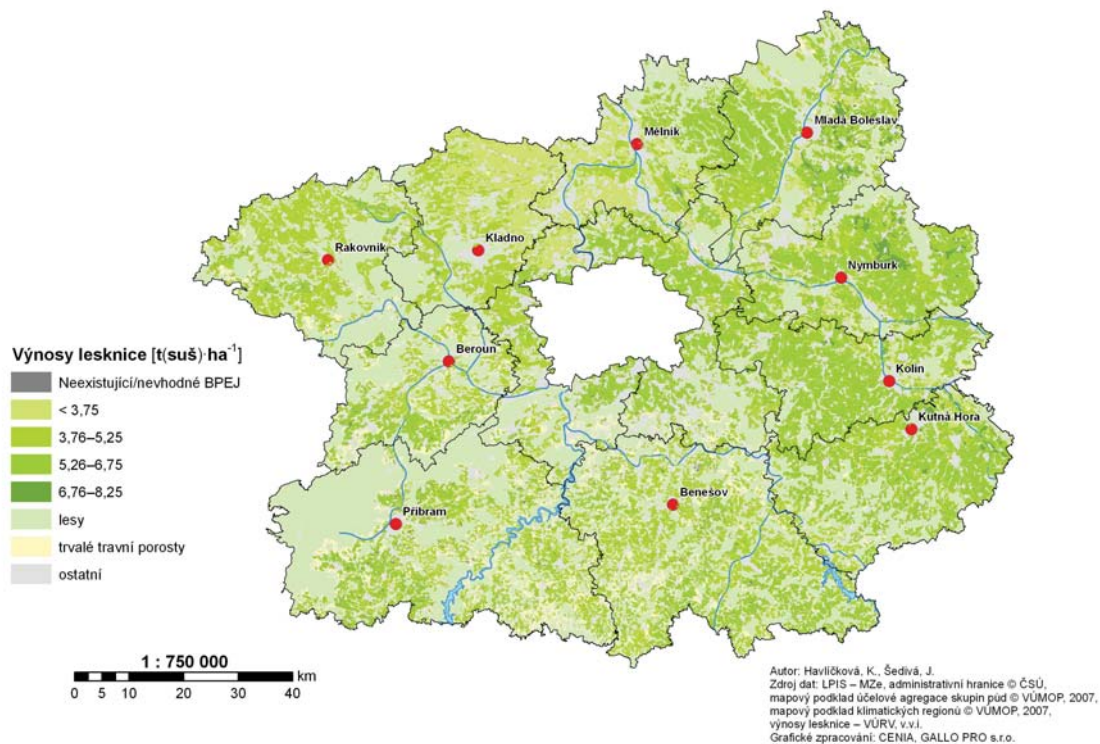 Mělník
Mladá Boleslav
Kladno
Rakovník
Nymburk
Beroun
Kolín
Kutná Hora
Benešov
Příbram
Výnosy lesknice [t(suš)·ha⁻¹]
Neexistující/nevhodné BPEJ
< 3,75
3,76–5,25
5,26–6,75
6,76–8,25
lesy
trvalé travní porosty
ostatní
1 : 750 000
km
0 5 10 20 30 40
Autor: Havlíčková, K., Šedivá, J.
Zdroj dat: LPIS – MZe, administrativní hranice © ČSÚ,
mapový podklad účelové agregace skupin půd © VÚMOP, 2007,
mapový podklad klimatických regionů © VÚMOP, 2007,
výnosy lesknice – VÚRV, v.v.i.
Grafické zpracování: CENIA, GALLO PRO s.r.o.